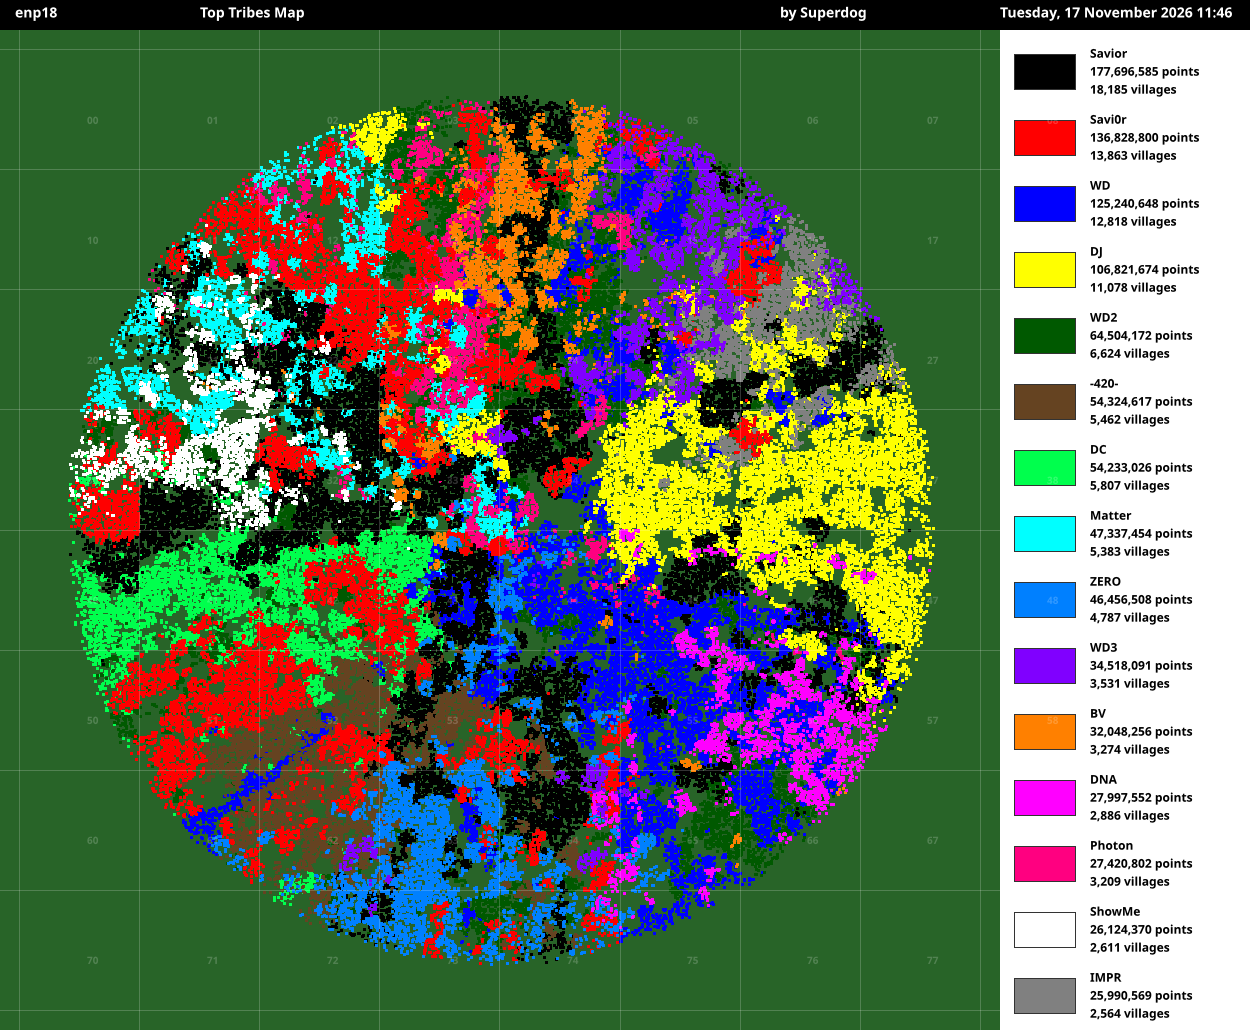 enp18 Top Tribes Map by Superdog Tuesday, 17 November 2026 11:46
Savior
177,696,585 points
18,185 villages
Savi0r
136,828,800 points
13,863 villages
WD
125,240,648 points
12,818 villages
DJ
106,821,674 points
11,078 villages
WD2
64,504,172 points
6,624 villages
-420-
54,324,617 points
5,462 villages
DC
54,233,026 points
5,807 villages
Matter
47,337,454 points
5,383 villages
ZERO
46,456,508 points
4,787 villages
WD3
34,518,091 points
3,531 villages
BV
32,048,256 points
3,274 villages
DNA
27,997,552 points
2,886 villages
Photon
27,420,802 points
3,209 villages
ShowMe
26,124,370 points
2,611 villages
IMPR
25,990,569 points
2,564 villages
00 01 03 05 06 07
10 17
20 27
50 51 52 53 55 57 58
60 66 67
70 71 72 73 74 75 76 77